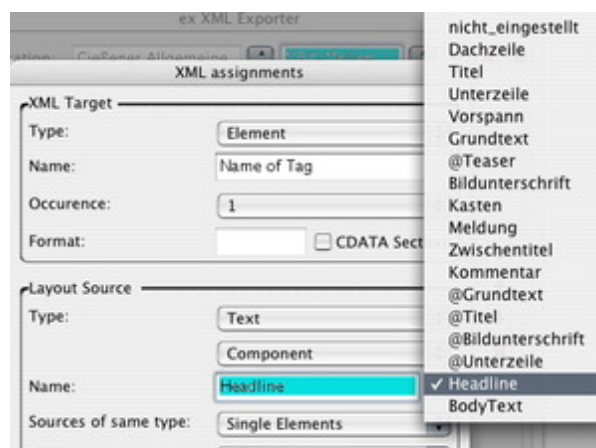 ex XML Exporter
Gießener Allgemeine
XML assignments
XML Target
Type: Element
Name: Name of Tag
Occurence: 1
Format: CDATA Sect
Layout Source
Type: Text
Component
Name: Headline
Sources of same type: Single Elements
nicht_eingestellt
Dachzeile
Titel
Unterzeile
Vorspann
Grundtext
@Teaser
Bildunterschrift
Kasten
Meldung
Zwischentitel
Kommentar
@Grundtext
@Titel
@Bildunterschrift
@Unterzeile
✓ Headline
BodyText